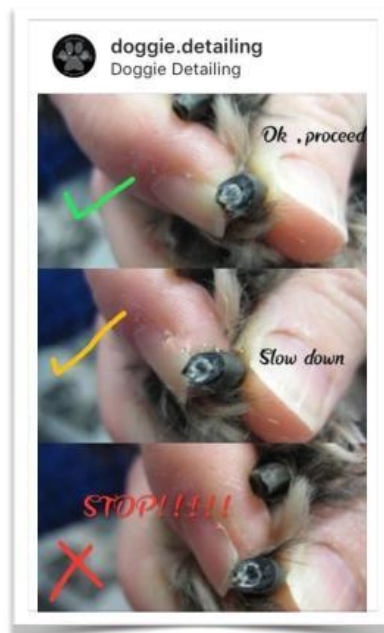 doggie.detailing
Doggie Detailing
Ok , proceed
Slow down
STOP!!!!!